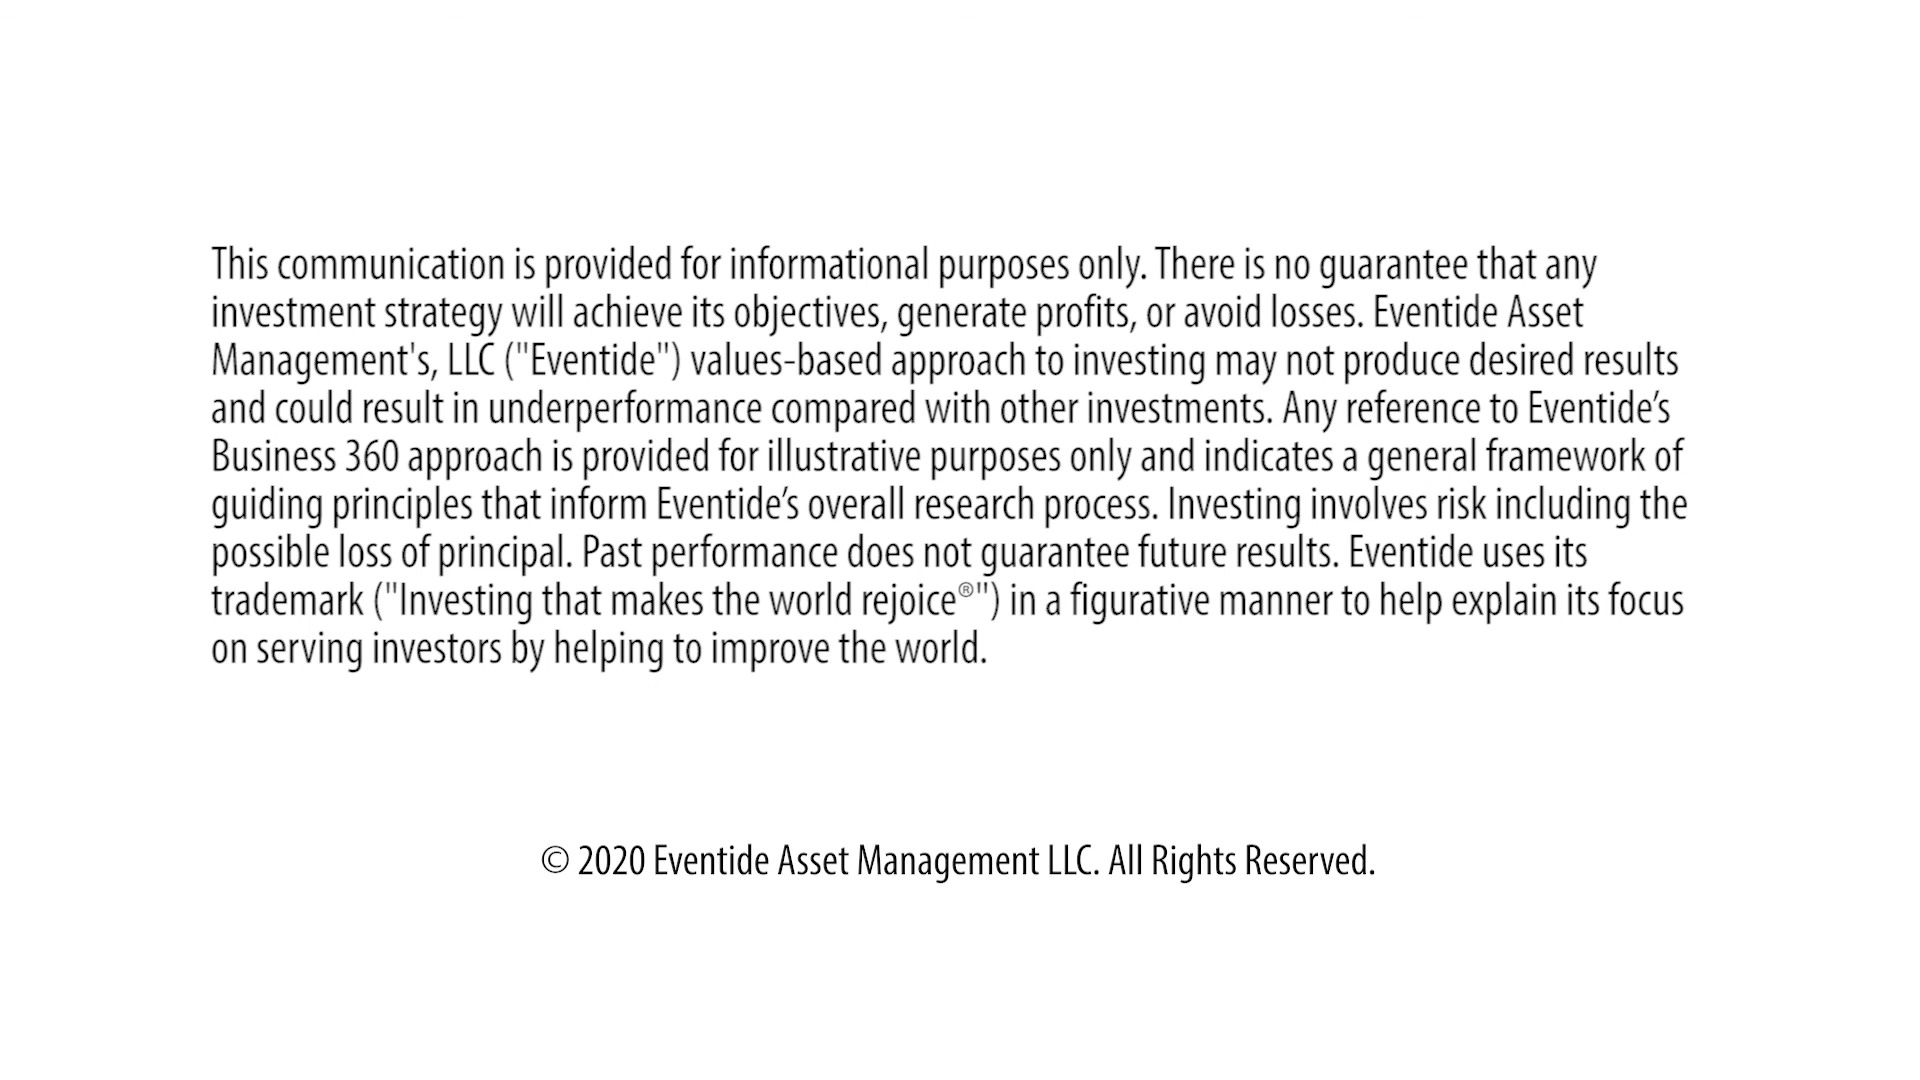 This communication is provided for informational purposes only. There is no guarantee that any
investment strategy will achieve its objectives, generate profits, or avoid losses. Eventide Asset
Management's, LLC ("Eventide") values-based approach to investing may not produce desired results
and could result in underperformance compared with other investments. Any reference to Eventide’s
Business 360 approach is provided for illustrative purposes only and indicates a general framework of
guiding principles that inform Eventide’s overall research process. Investing involves risk including the
possible loss of principal. Past performance does not guarantee future results. Eventide uses its
trademark ("Investing that makes the world rejoice®") in a figurative manner to help explain its focus
on serving investors by helping to improve the world.
© 2020 Eventide Asset Management LLC. All Rights Reserved.